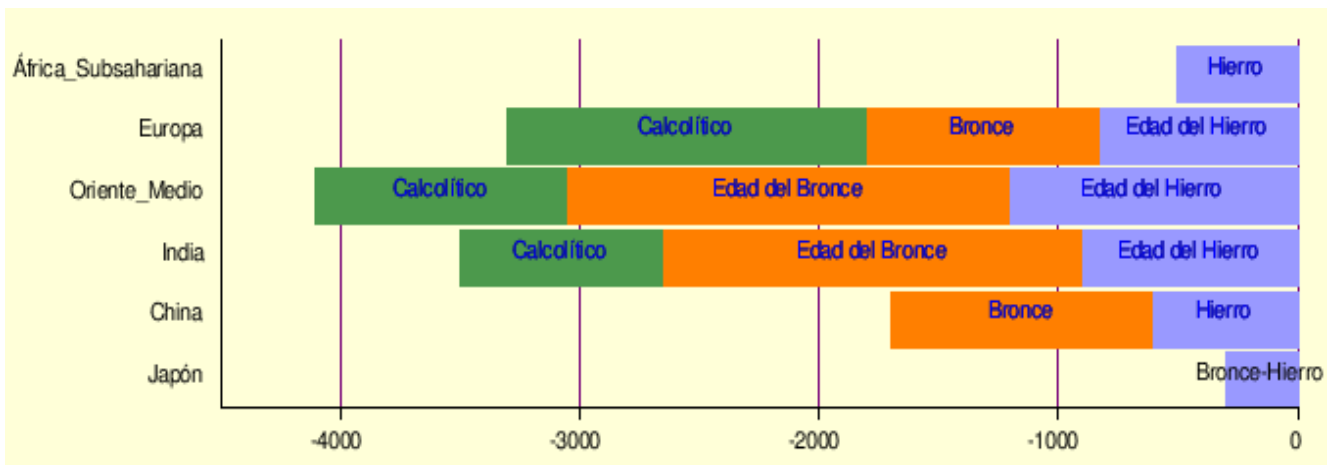 África_Subsahariana Hierro
Europa Calcolítico Bronce Edad del Hierro
Oriente_Medio Calcolítico Edad del Bronce Edad del Hierro
India Calcolítico Edad del Bronce Edad del Hierro
China Bronce Hierro
Japón Bronce-Hierro
-4000 -3000 -2000 -1000 0